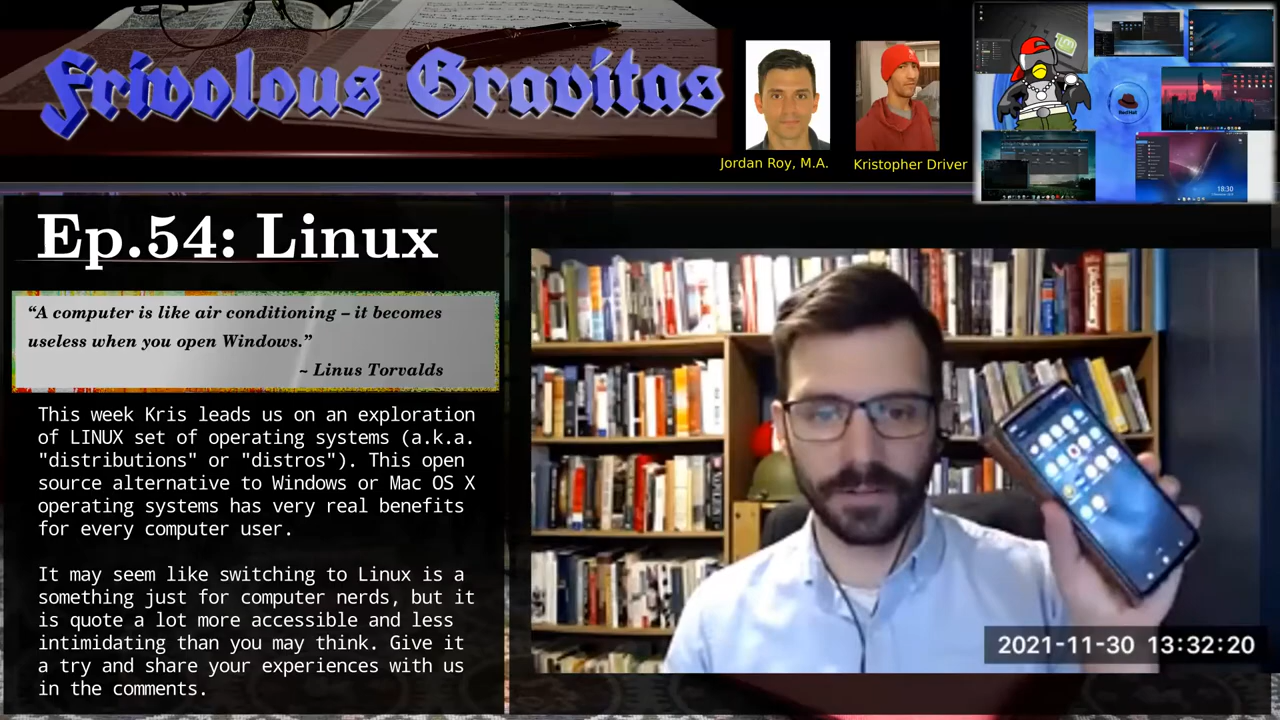 Frivolous Gravitas
Jordan Roy, M.A.
Kristopher Driver
RedHat
18:30
Ep.54: Linux
“A computer is like air conditioning – it becomes
useless when you open Windows.”
~ Linus Torvalds
This week Kris leads us on an exploration
of LINUX set of operating systems (a.k.a.
"distributions" or "distros"). This open
source alternative to Windows or Mac OS X
operating systems has very real benefits
for every computer user.
It may seem like switching to Linux is a
something just for computer nerds, but it
is quote a lot more accessible and less
intimidating than you may think. Give it
a try and share your experiences with us
in the comments.
2021-11-30 13:32:20